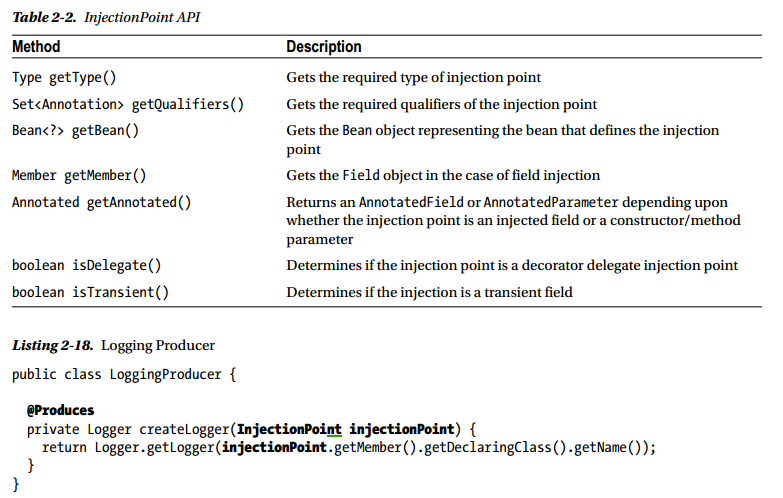 Table 2-2. InjectionPoint API
Method Description
Type getType() Gets the required type of injection point
Set<Annotation> getQualifiers() Gets the required qualifiers of the injection point
Bean<?> getBean() Gets the Bean object representing the bean that defines the injection
point
Member getMember() Gets the Field object in the case of field injection
Annotated getAnnotated() Returns an AnnotatedField or AnnotatedParameter depending upon
whether the injection point is an injected field or a constructor/method
parameter
boolean isDelegate() Determines if the injection point is a decorator delegate injection point
boolean isTransient() Determines if the injection is a transient field
Listing 2-18. Logging Producer
public class LoggingProducer {
@Produces
private Logger createLogger(InjectionPoint injectionPoint) {
return Logger.getLogger(injectionPoint.getMember().getDeclaringClass().getName());
}
}